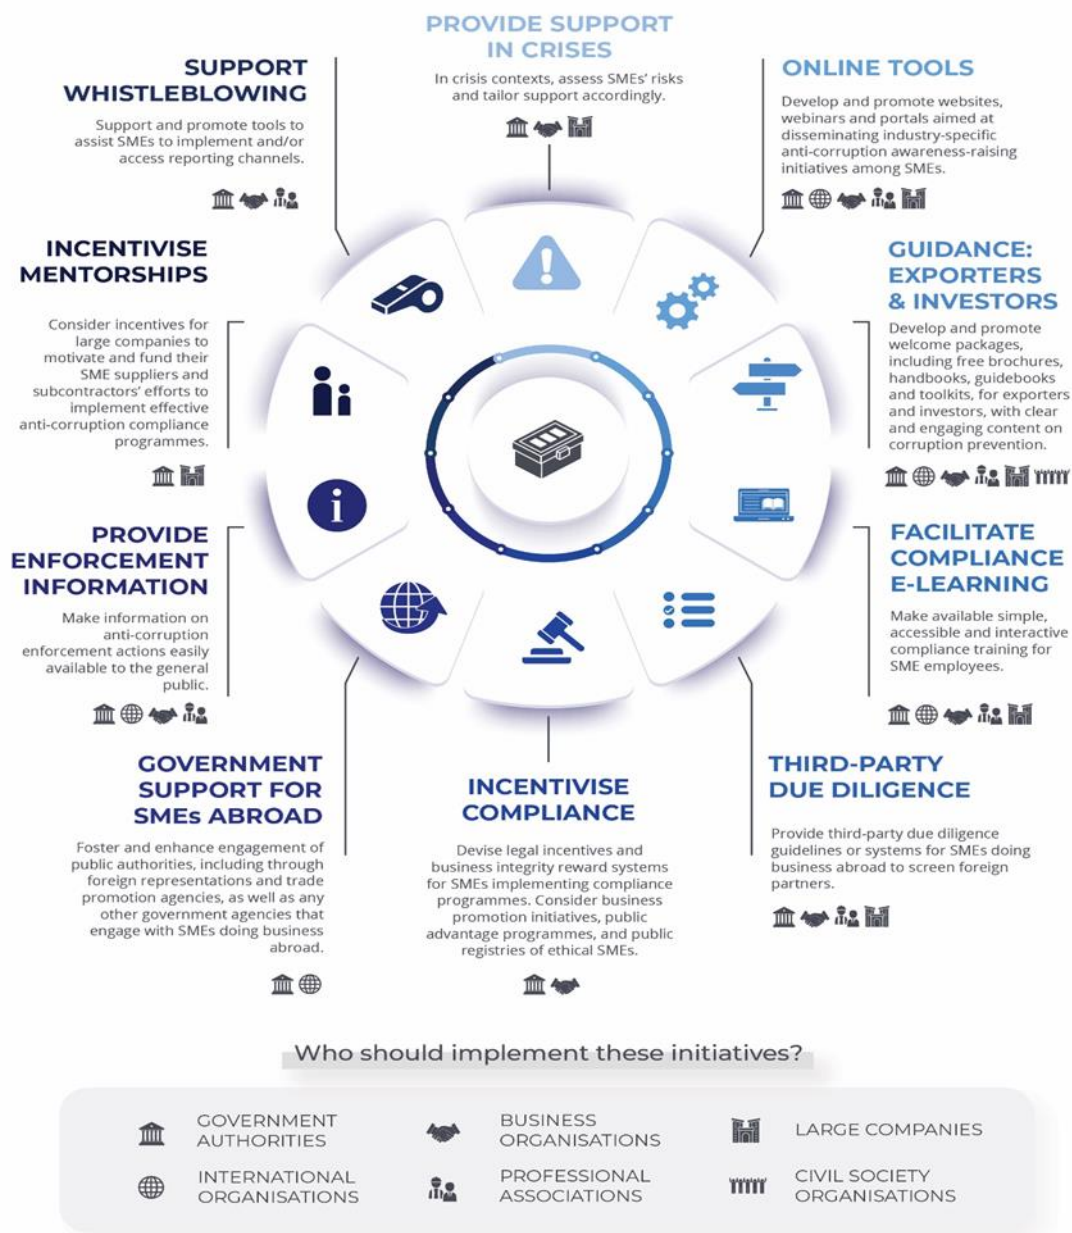 PROVIDE SUPPORT
IN CRISES
In crisis contexts, assess SMEs' risks
and tailor support accordingly.
SUPPORT
WHISTLEBLOWING
Support and promote tools to
assist SMEs to implement and/or
access reporting channels.
ONLINE TOOLS
Develop and promote websites,
webinars and portals aimed at
disseminating industry-specific
anti-corruption awareness-raising
initiatives among SMEs.
INCENTIVISE
MENTORSHIPS
Consider incentives for
large companies to
motivate and fund their
SME suppliers and
subcontractors' efforts to
implement effective
anti-corruption compliance
programmes.
GUIDANCE:
EXPORTERS
& INVESTORS
Develop and promote
welcome packages,
including free brochures,
handbooks, guidebooks
and toolkits, for exporters
and investors, with clear
and engaging content on
corruption prevention.
PROVIDE
ENFORCEMENT
INFORMATION
Make information on
anti-corruption
enforcement actions easily
available to the general
public.
FACILITATE
COMPLIANCE
E-LEARNING
Make available simple,
accessible and interactive
compliance training for
SME employees.
GOVERNMENT
SUPPORT FOR
SMEs ABROAD
Foster and enhance engagement of
public authorities, including through
foreign representations and trade
promotion agencies, as well as any
other government agencies that
engage with SMEs doing business
abroad.
INCENTIVISE
COMPLIANCE
Devise legal incentives and
business integrity reward systems
for SMEs implementing compliance
programmes. Consider business
promotion initiatives, public
advantage programmes, and public
registries of ethical SMEs.
THIRD-PARTY
DUE DILIGENCE
Provide third-party due diligence
guidelines or systems for SMEs doing
business abroad to screen foreign
partners.
Who should implement these initiatives?
GOVERNMENT
AUTHORITIES
BUSINESS
ORGANISATIONS
LARGE COMPANIES
INTERNATIONAL
ORGANISATIONS
PROFESSIONAL
ASSOCIATIONS
CIVIL SOCIETY
ORGANISATIONS